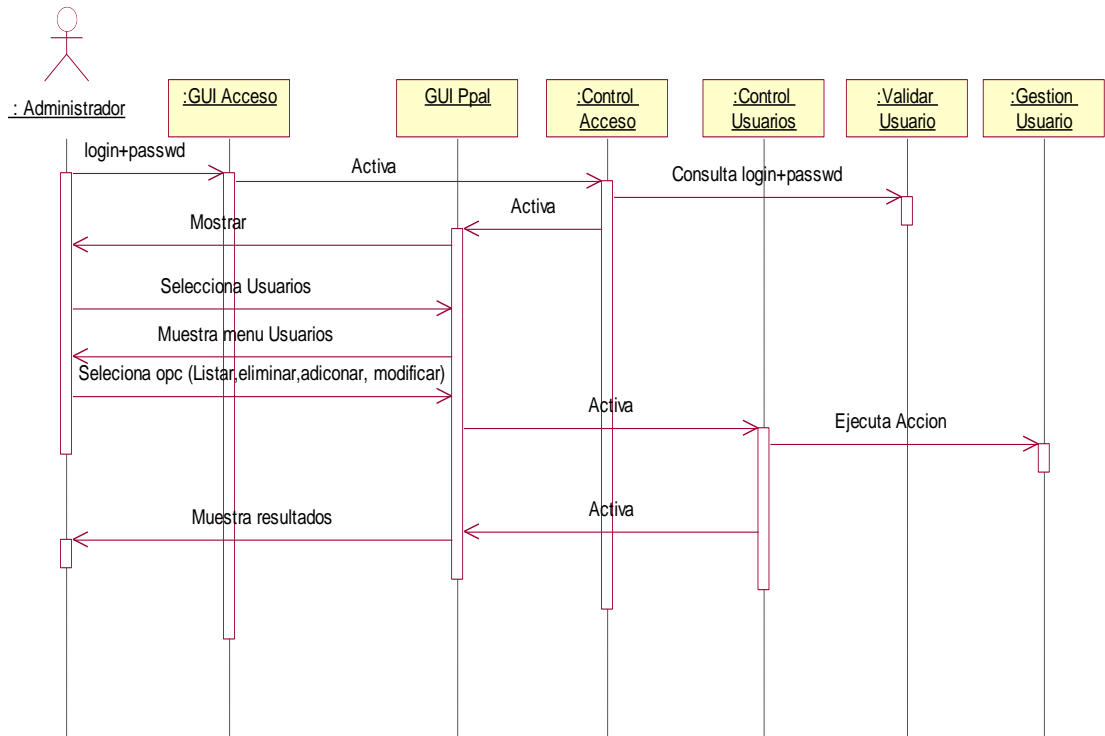 : Administrador
:GUI Acceso
GUI Ppal
:Control
Acceso
:Control
Usuarios
:Validar
Usuario
:Gestion
Usuario
login+passwd
Activa
Consulta login+passwd
Activa
Mostrar
Selecciona Usuarios
Muestra menu Usuarios
Seleciona opc (Listar,eliminar,adiconar, modificar)
Activa
Ejecuta Accion
Activa
Muestra resultados